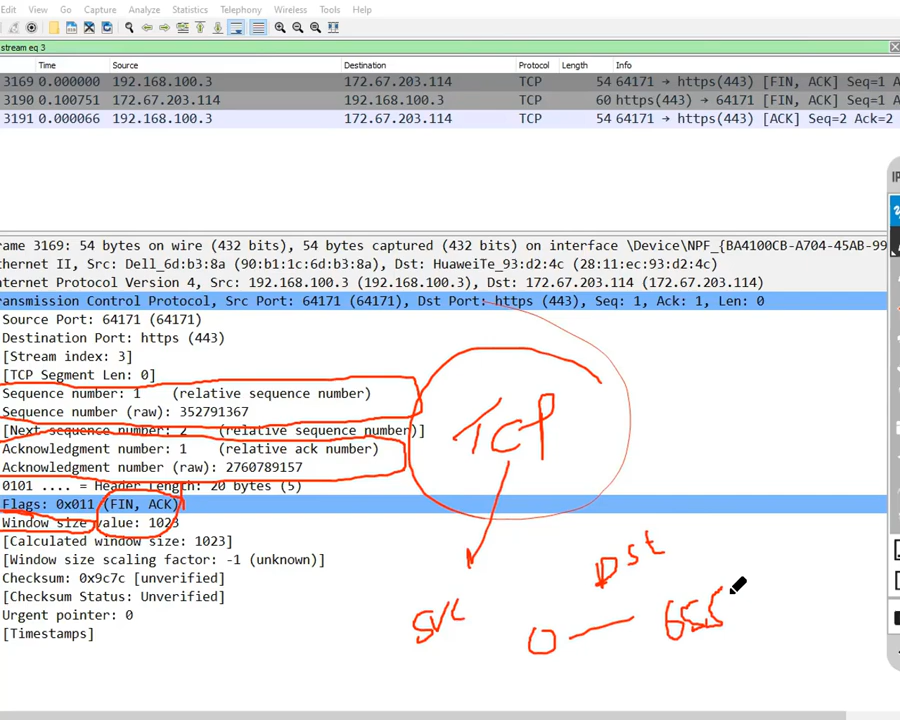 Edit View Go Capture Analyze Statistics Telephony Wireless Tools Help
stream eq 3
Time Source Destination Protocol Length Info
3169 0.000000 192.168.100.3 172.67.203.114 TCP 54 64171 → https(443) [FIN, ACK] Seq=1 A
3190 0.100751 172.67.203.114 192.168.100.3 TCP 60 https(443) → 64171 [FIN, ACK] Seq=1 A
3191 0.000066 192.168.100.3 172.67.203.114 TCP 54 64171 → https(443) [ACK] Seq=2 Ack=2
IP
rame 3169: 54 bytes on wire (432 bits), 54 bytes captured (432 bits) on interface \Device\NPF_{BA4100CB-A704-45AB-99
thernet II, Src: Dell_6d:b3:8a (90:b1:1c:6d:b3:8a), Dst: HuaweiTe_93:d2:4c (28:11:ec:93:d2:4c)
nternet Protocol Version 4, Src: 192.168.100.3 (192.168.100.3), Dst: 172.67.203.114 (172.67.203.114)
ransmission Control Protocol, Src Port: 64171 (64171), Dst Port: https (443), Seq: 1, Ack: 1, Len: 0
Source Port: 64171 (64171)
Destination Port: https (443)
[Stream index: 3]
[TCP Segment Len: 0]
Sequence number: 1 (relative sequence number)
Sequence number (raw): 352791367
[Next sequence number: 2 (relative sequence number)]
Acknowledgment number: 1 (relative ack number)
Acknowledgment number (raw): 2760789157
0101 .... = Header Length: 20 bytes (5)
Flags: 0x011 (FIN, ACK)
Window size value: 1023
[Calculated window size: 1023]
[Window size scaling factor: -1 (unknown)]
Checksum: 0x9c7c [unverified]
[Checksum Status: Unverified]
Urgent pointer: 0
[Timestamps]
TCP
Dst
0 — 655